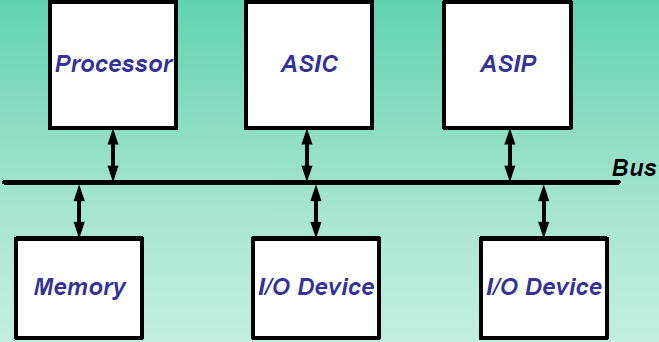 Processor
ASIC
ASIP
Bus
Memory
I/O Device
I/O Device